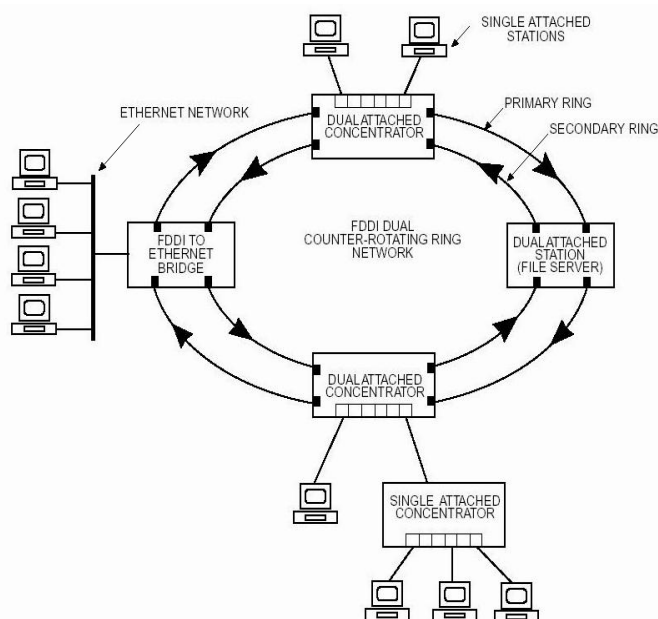 SINGLE ATTACHED
STATIONS
ETHERNET NETWORK
DUAL ATTACHED
CONCENTRATOR
PRIMARY RING
SECONDARY RING
FDDI TO
ETHERNET
BRIDGE
FDDI DUAL
COUNTER-ROTATING RING
NETWORK
DUAL ATTACHED
STATION
(FILE SERVER)
DUAL ATTACHED
CONCENTRATOR
SINGLE ATTACHED
CONCENTRATOR